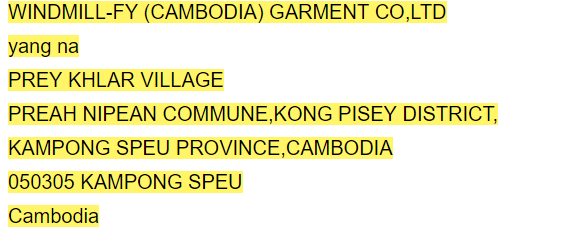 WINDMILL-FY (CAMBODIA) GARMENT CO,LTD
yang na
PREY KHLAR VILLAGE
PREAH NIPEAN COMMUNE,KONG PISEY DISTRICT,
KAMPONG SPEU PROVINCE,CAMBODIA
050305 KAMPONG SPEU
Cambodia